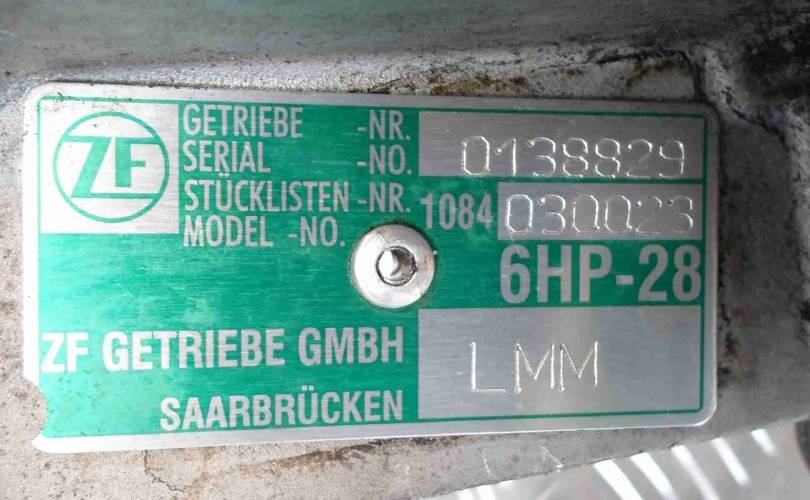 ZF
GETRIEBE -NR.
SERIAL -NO. 0138829
STÜCKLISTEN -NR.
MODEL -NO. 1084 030023
6HP-28
ZF GETRIEBE GMBH
SAARBRÜCKEN
LMM